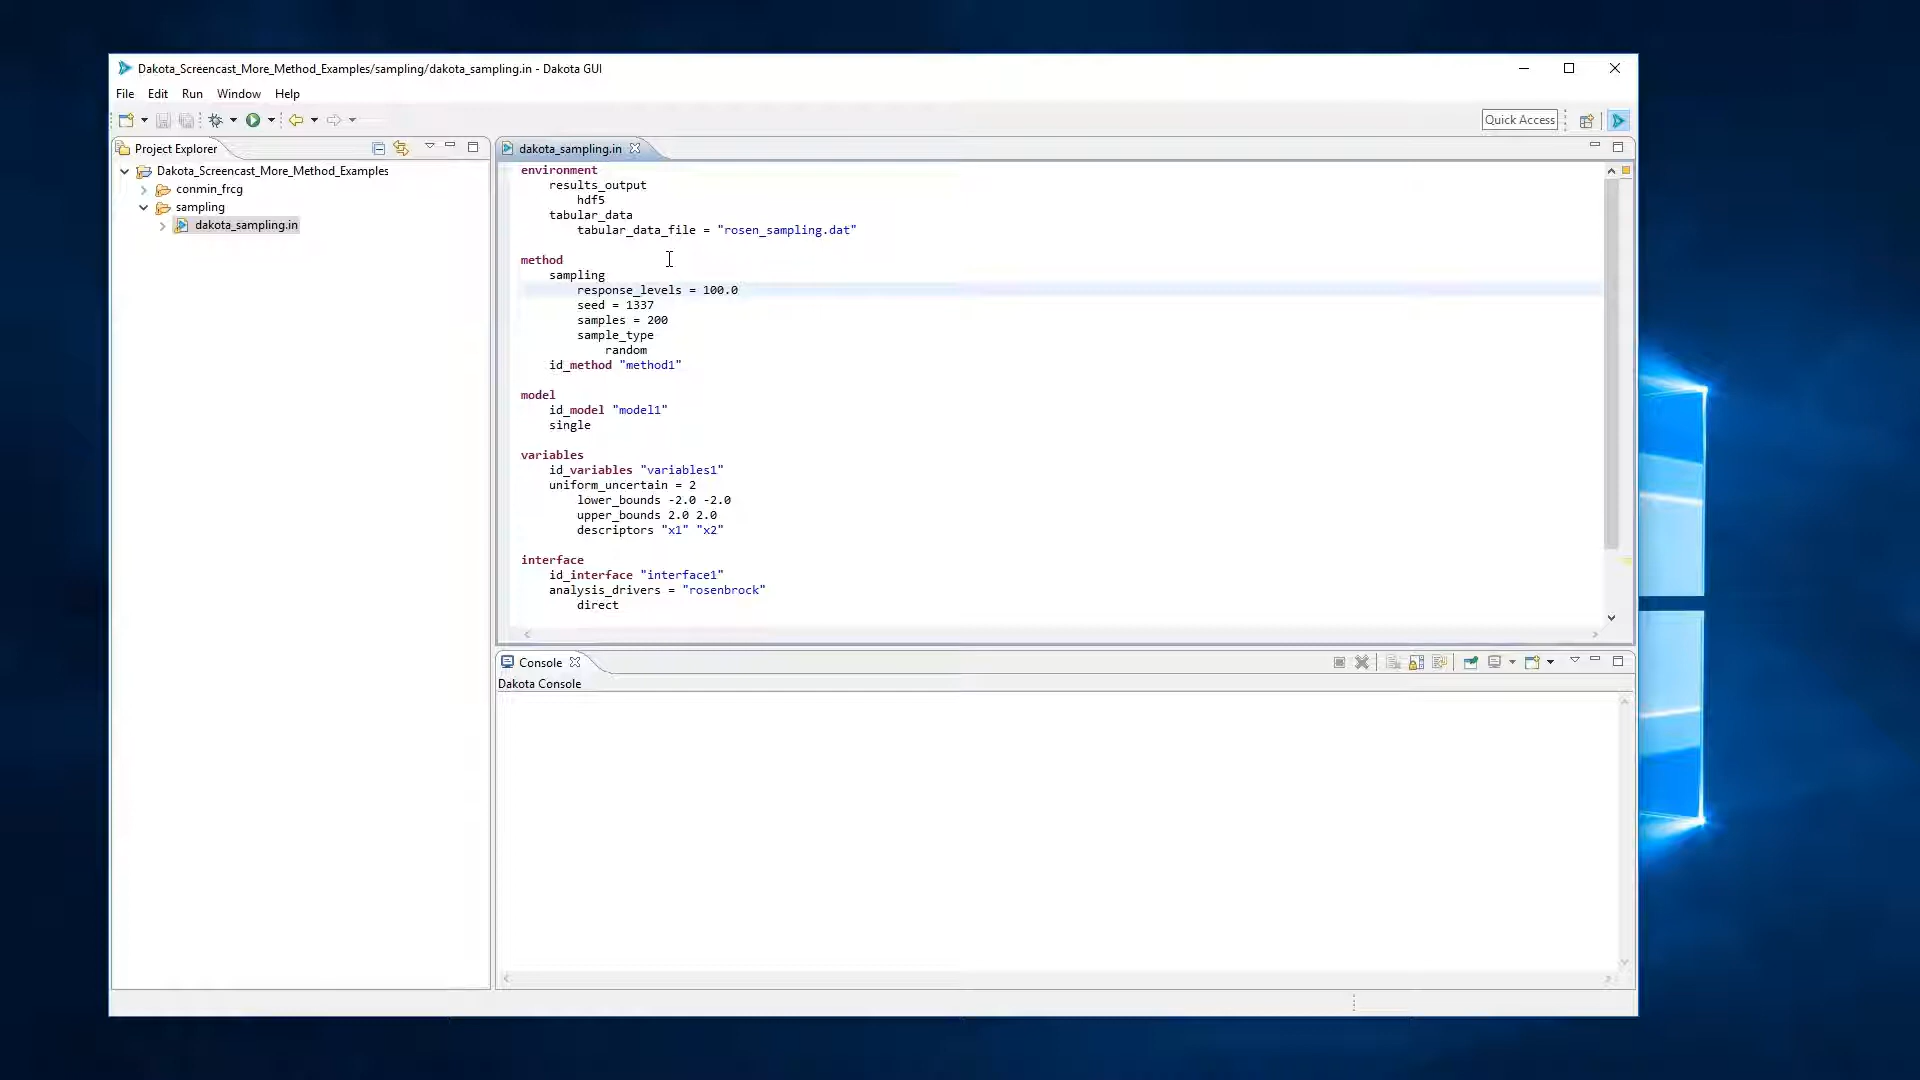 Dakota_Screencast_More_Method_Examples/sampling/dakota_sampling.in - Dakota GUI
File Edit Run Window Help
Quick Access
Project Explorer
Dakota_Screencast_More_Method_Examples
conmin_frcg
sampling
dakota_sampling.in
dakota_sampling.in
environment
results_output
hdf5
tabular_data
tabular_data_file = "rosen_sampling.dat"
method
sampling
response_levels = 100.0
seed = 1337
samples = 200
sample_type
random
id_method "method1"
model
id_model "model1"
single
variables
id_variables "variables1"
uniform_uncertain = 2
lower_bounds -2.0 -2.0
upper_bounds 2.0 2.0
descriptors "x1" "x2"
interface
id_interface "interface1"
analysis_drivers = "rosenbrock"
direct
Console
Dakota Console